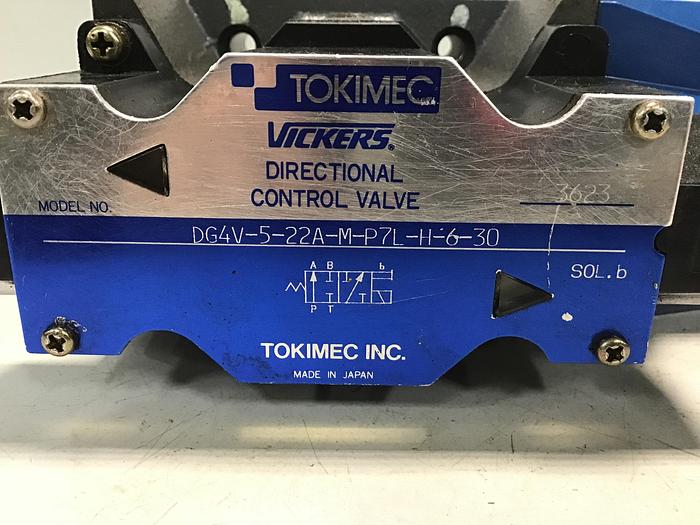 TOKIMEC
VICKERS®
DIRECTIONAL
CONTROL VALVE
3623
MODEL NO.
DG4V-5-22A-M-P7L-H-6-30
A B b
P T
SOL.b
TOKIMEC INC.
MADE IN JAPAN